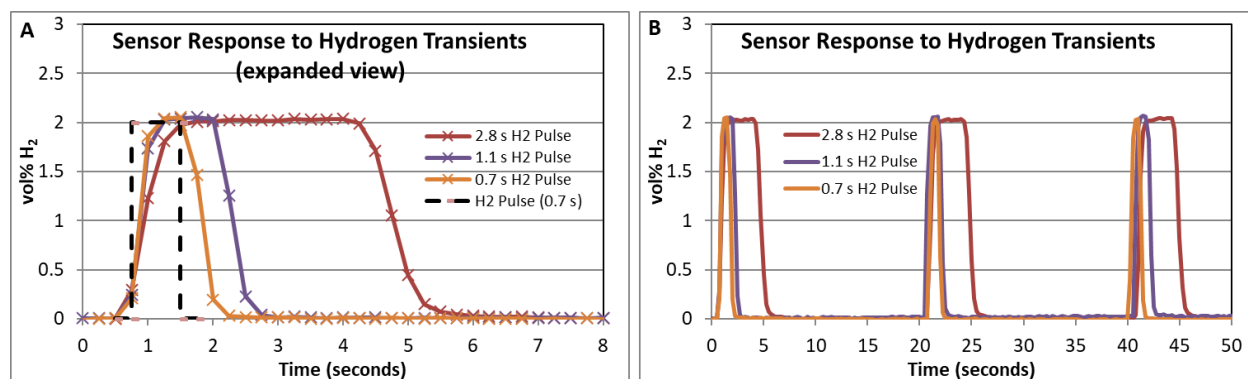 A
Sensor Response to Hydrogen Transients
(expanded view)
3
2.5
2
1.5
1
0.5
0
vol% H₂
2.8 s H2 Pulse
1.1 s H2 Pulse
0.7 s H2 Pulse
H2 Pulse (0.7 s)
0 1 2 3 4 5 6 7 8
Time (seconds)
B
Sensor Response to Hydrogen Transients
3
2.5
2
1.5
1
0.5
0
vol% H₂
2.8 s H2 Pulse
1.1 s H2 Pulse
0.7 s H2 Pulse
0 5 10 15 20 25 30 35 40 45 50
Time (seconds)